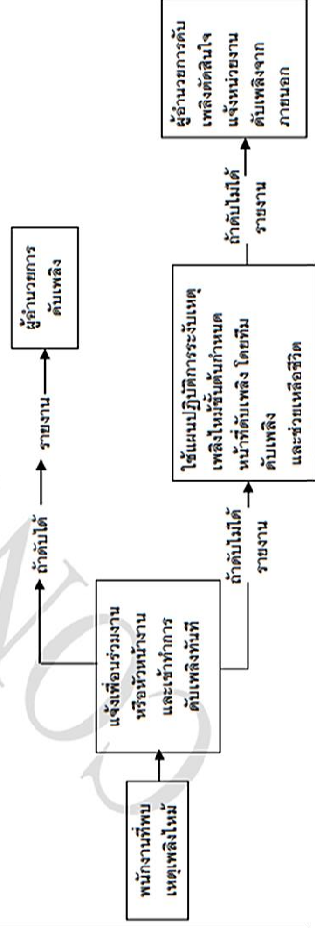 พนักงานที่พบ
เหตุเพลิงไหม้
แจ้งเพื่อนร่วมงาน
หรือหัวหน้างาน
และเข้าทำการ
ดับเพลิงทันที
ถ้าดับได้
รายงาน
ผู้อำนวยการ
ดับเพลิง
ถ้าดับไม่ได้
รายงาน
ใช้แผนปฏิบัติการระงับเหตุ
เพลิงไหม้ขั้นต้นกำหนด
หน้าที่ดับเพลิง โดยทีม
ดับเพลิง
และช่วยเหลือชีวิต
ถ้าดับไม่ได้
รายงาน
ผู้อำนวยการดับ
เพลิงตัดสินใจ
แจ้งหน่วยงาน
ดับเพลิงจาก
ภายนอก